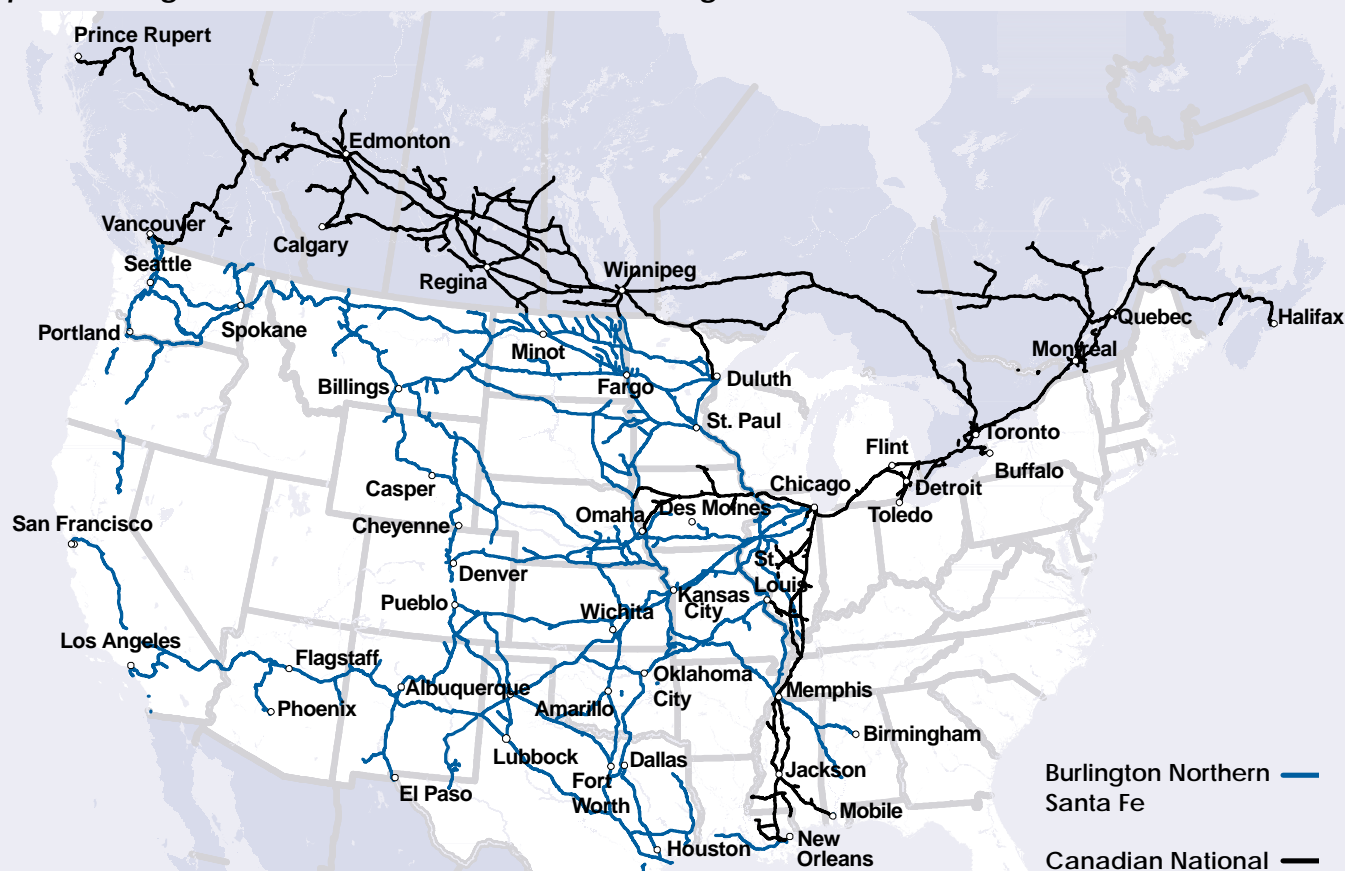 Prince Rupert
Edmonton
Vancouver
Calgary
Seattle
Regina
Winnipeg
Portland
Spokane
Quebec
Halifax
Minot
Montreal
Billings
Fargo
Duluth
St. Paul
Toronto
Flint
Buffalo
Casper
Chicago
Detroit
Des Moines
Toledo
San Francisco
Cheyenne
Omaha
St.
Louis
Denver
Pueblo
Kansas
City
Wichita
Los Angeles
Flagstaff
Albuquerque
Oklahoma
City
Memphis
Phoenix
Amarillo
Birmingham
Lubbock
Dallas
Jackson
Burlington Northern
Santa Fe
El Paso
Fort
Worth
Mobile
Houston
New
Orleans
Canadian National